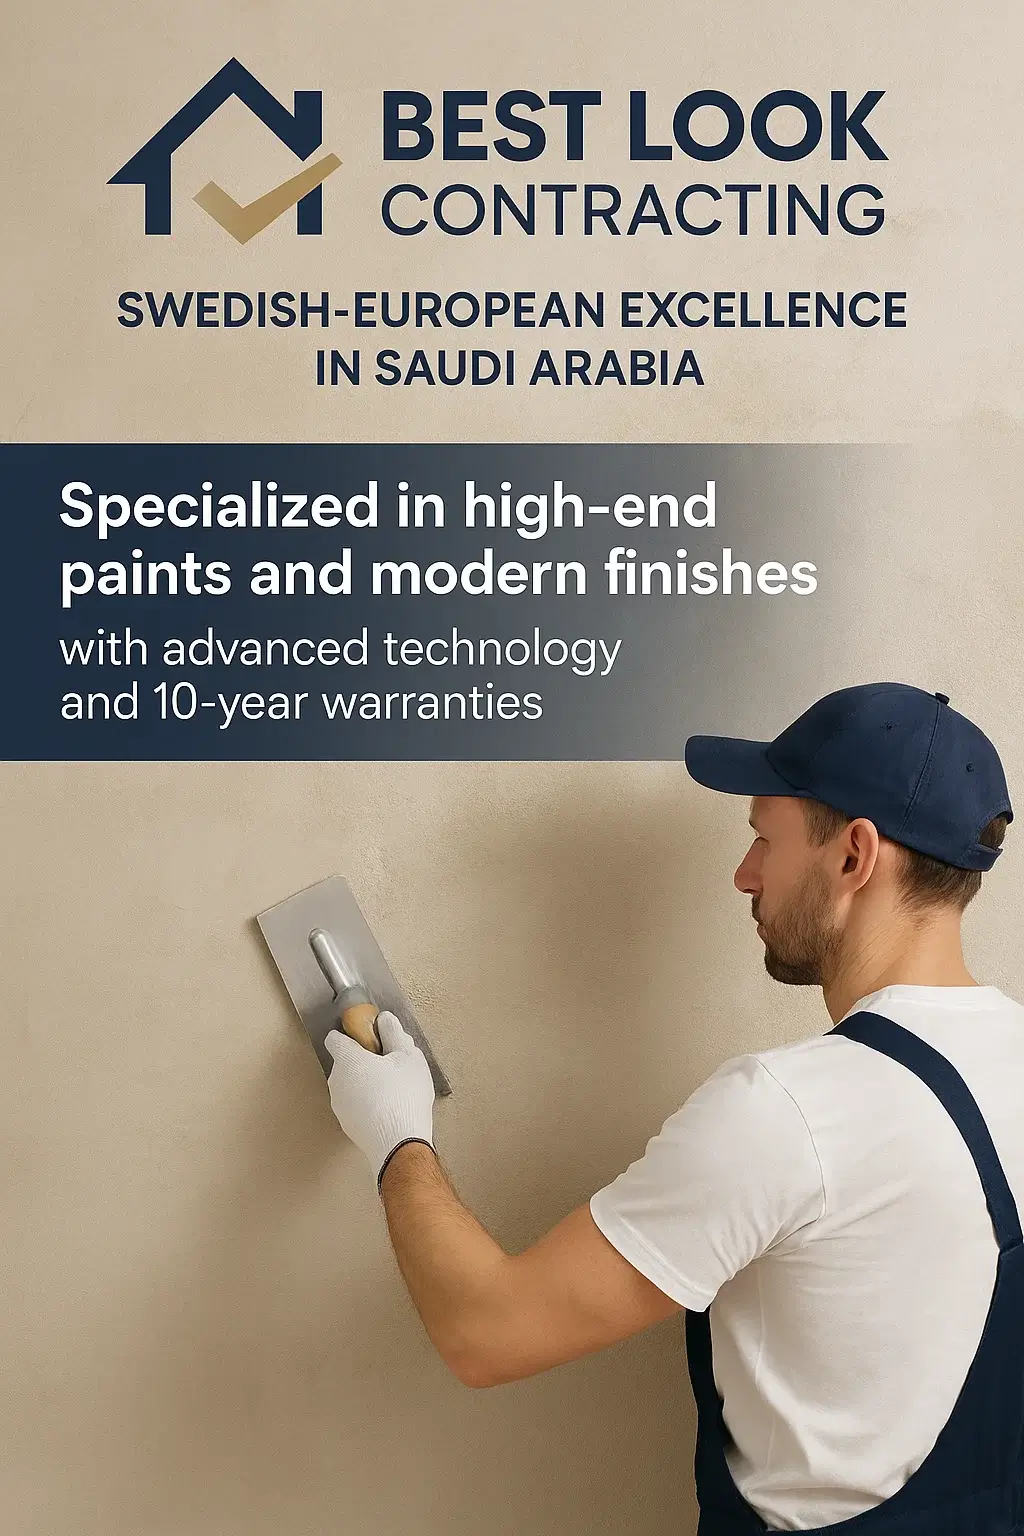 BEST LOOK
CONTRACTING
SWEDISH-EUROPEAN EXCELLENCE
IN SAUDI ARABIA
Specialized in high-end
paints and modern finishes
with advanced technology
and 10-year warranties